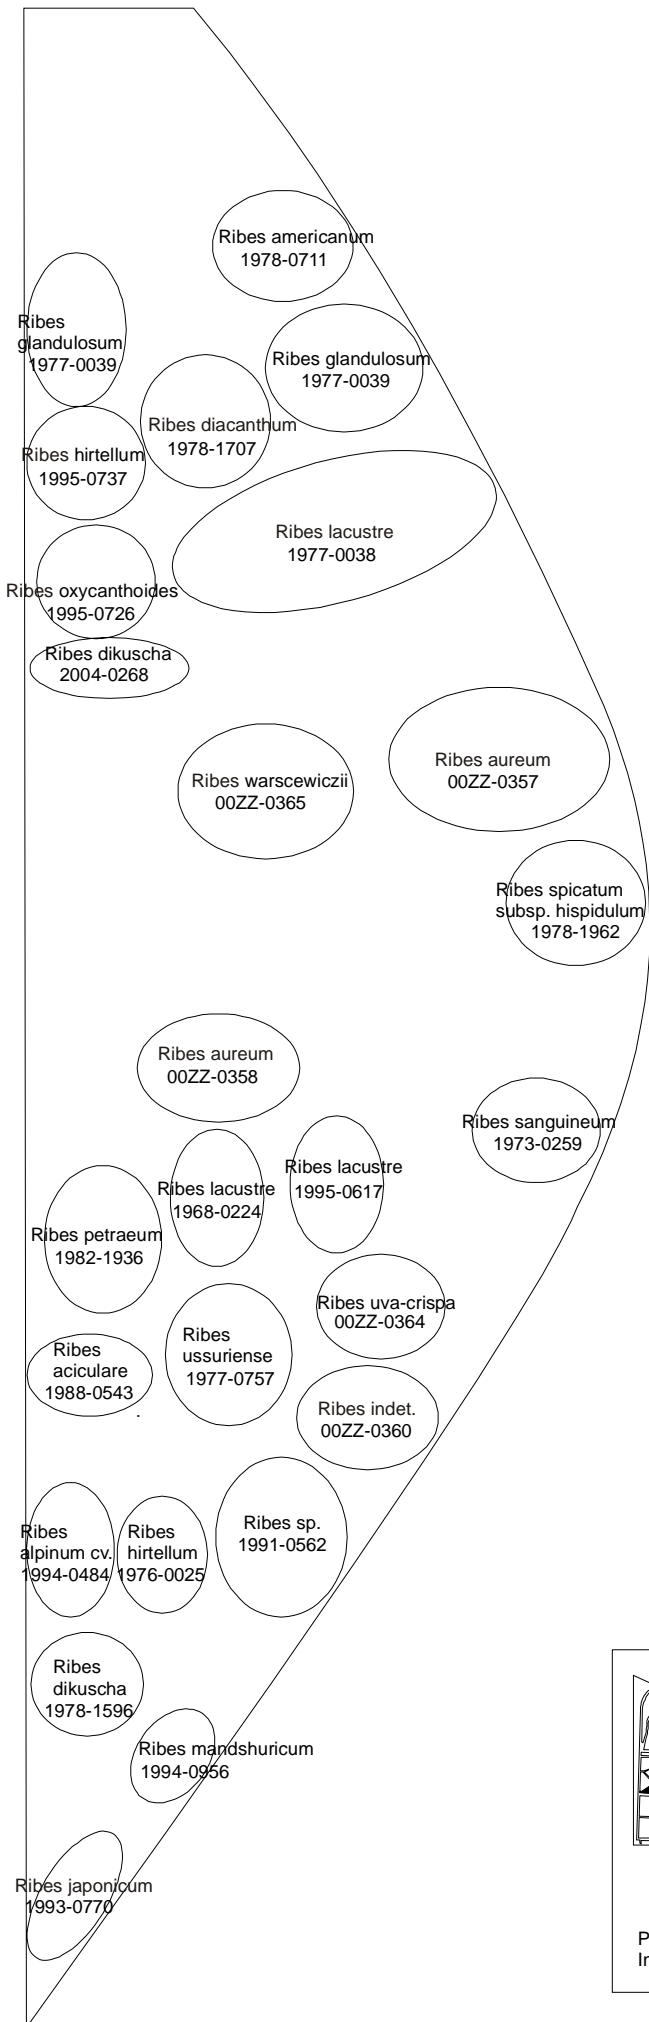 Ribes americanum
1978-0711
Ribes
glandulosum
1977-0039
Ribes glandulosum
1977-0039
Ribes diacanthum
1978-1707
Ribes hirtellum
1995-0737
Ribes lacustre
1977-0038
Ribes oxycanthoides
1995-0726
Ribes dikuscha
2004-0268
Ribes aureum
00ZZ-0357
Ribes warscewiczii
00ZZ-0365
Ribes spicatum
subsp. hispidulum
1978-1962
Ribes aureum
00ZZ-0358
Ribes sanguineum
1973-0259
Ribes lacustre
1995-0617
Ribes lacustre
1968-0224
Ribes petraeum
1982-1936
Ribes uva-crispa
00ZZ-0364
Ribes
ussuriense
1977-0757
Ribes
aciculare
1988-0543
Ribes indet.
00ZZ-0360
Ribes sp.
1991-0562
Ribes
alpinum cv.
1994-0484
Ribes
hirtellum
1976-0025
Ribes
dikuscha
1978-1596
Ribes mandshuricum
1994-0956
Ribes japonicum
1993-0770